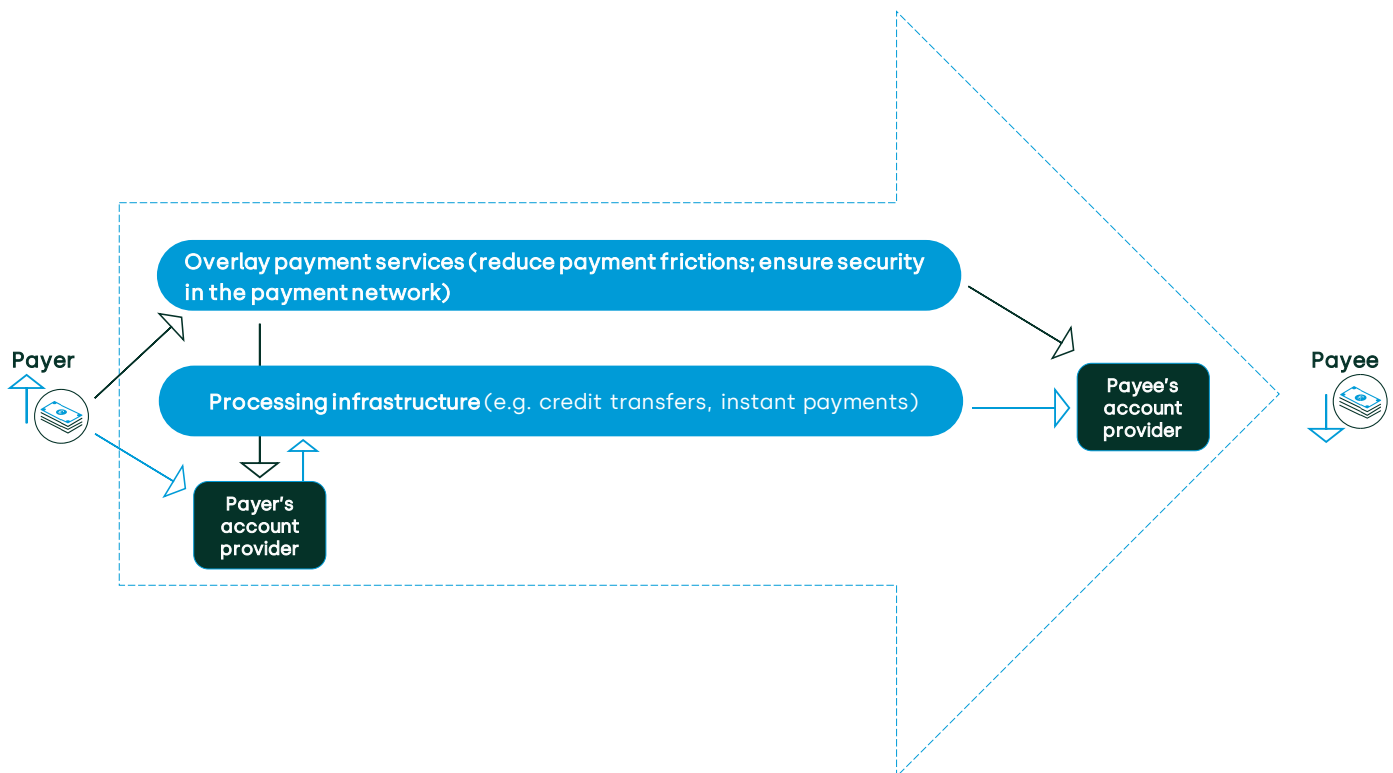 Overlay payment services (reduce payment frictions; ensure security
in the payment network)
Payer
Processing infrastructure (e.g. credit transfers, instant payments)
Payee's
account
provider
Payee
Payer's
account
provider